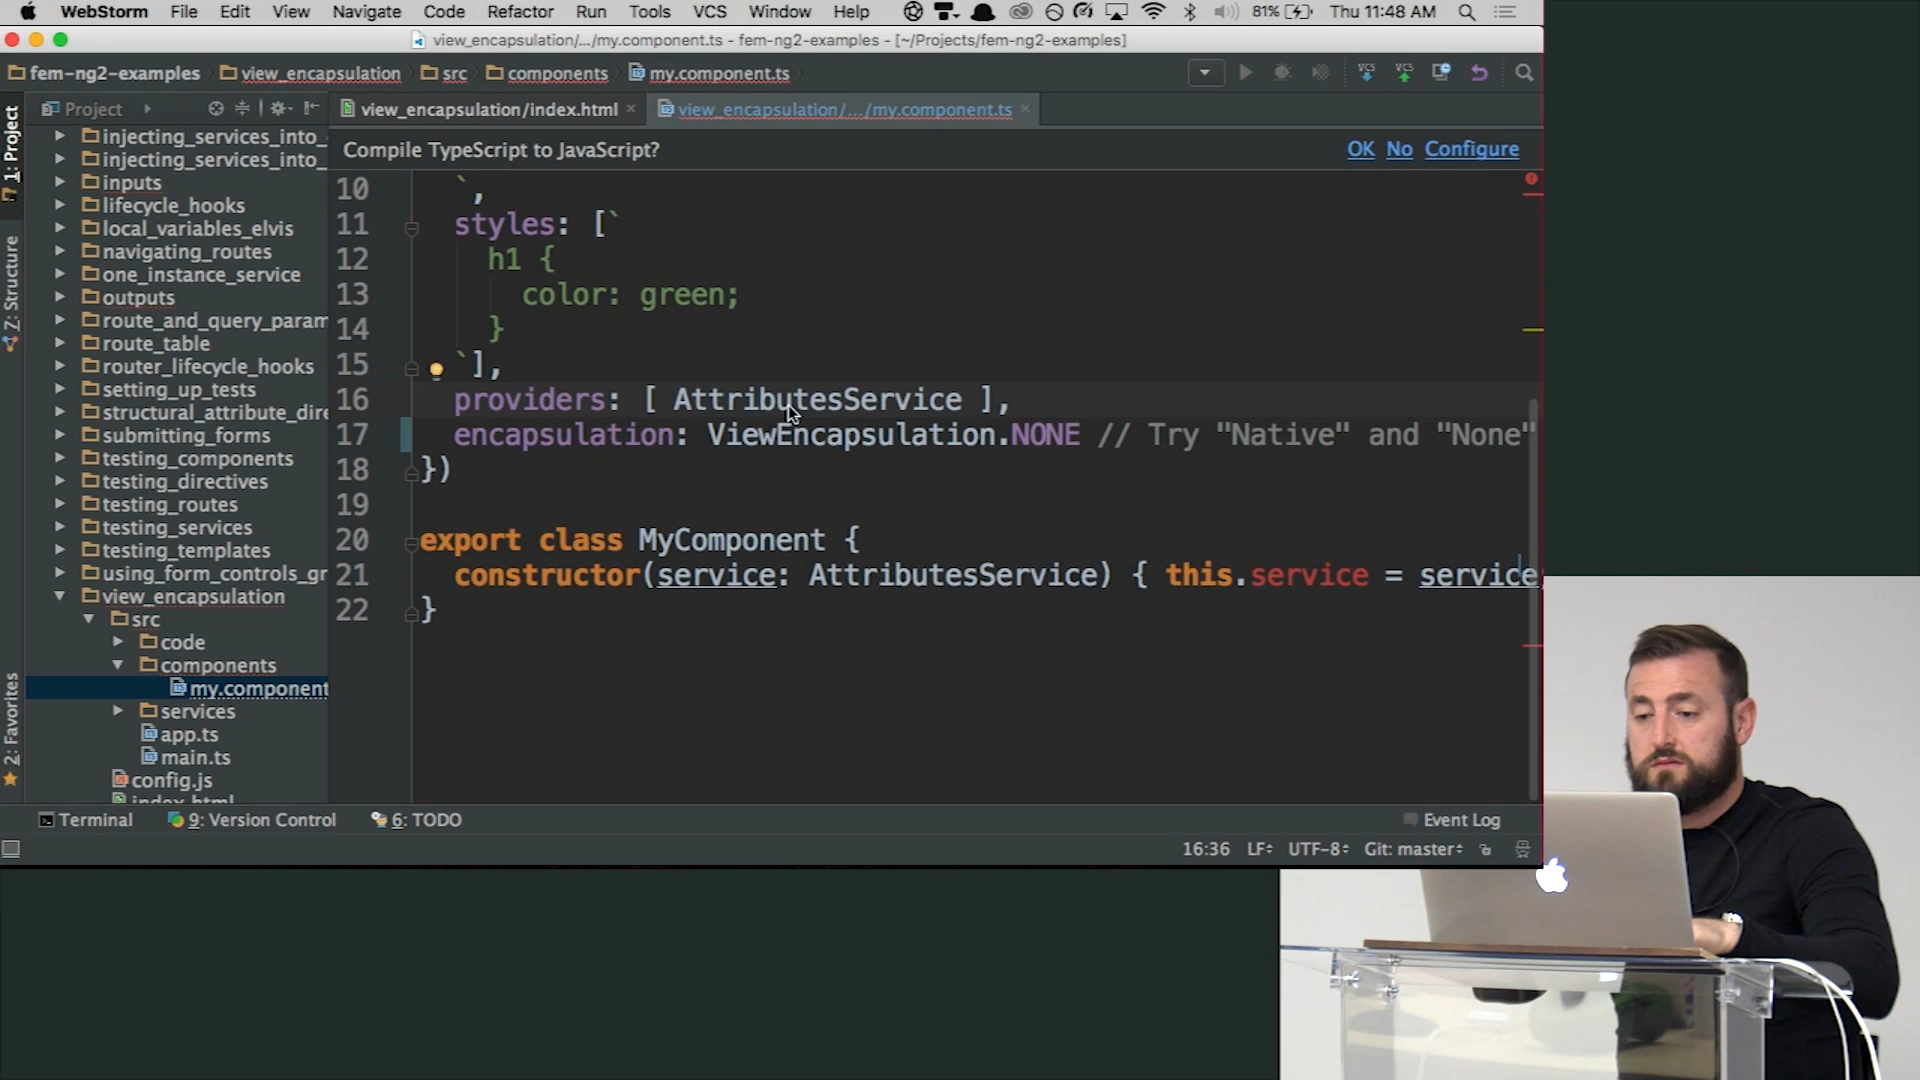 WebStorm File Edit View Navigate Code Refactor Run Tools VCS Window Help 81% Thu 11:48 AM
view_encapsulation/.../my.component.ts - fem-ng2-examples - [~/Projects/fem-ng2-examples]
fem-ng2-examples view_encapsulation src components my.component.ts VCS VCS
Project view_encapsulation/index.html view_encapsulation/.../my.component.ts
Compile TypeScript to JavaScript? OK No Configure
1: Project
Z: Structure
2: Favorites
injecting_services_into_
injecting_services_into_
inputs
lifecycle_hooks
local_variables_elvis
navigating_routes
one_instance_service
outputs
route_and_query_param
route_table
router_lifecycle_hooks
setting_up_tests
structural_attribute_dire
submitting_forms
testing_components
testing_directives
testing_routes
testing_services
testing_templates
using_form_controls_gr
view_encapsulation
src
code
components
my.component
services
app.ts
main.ts
config.js
index.html
10 `,
11 styles: [`
12 h1 {
13 color: green;
14 }
15 `],
16 providers: [ AttributesService ],
17 encapsulation: ViewEncapsulation.NONE // Try "Native" and "None"
18 })
19
20 export class MyComponent {
21 constructor(service: AttributesService) { this.service = service
22 }
Terminal 9: Version Control 6: TODO Event Log
16:36 LF÷ UTF-8÷ Git: master÷